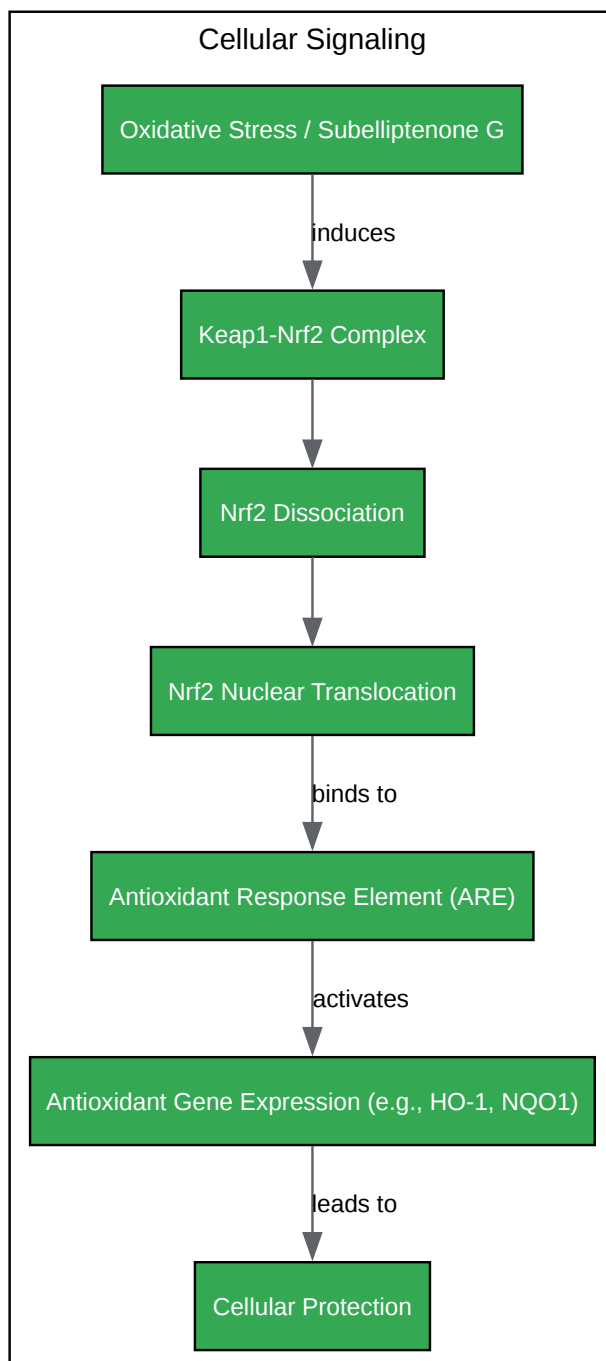 Cellular Signaling
Oxidative Stress / Subelliptenone G
induces
Keap1-Nrf2 Complex
Nrf2 Dissociation
Nrf2 Nuclear Translocation
binds to
Antioxidant Response Element (ARE)
activates
Antioxidant Gene Expression (e.g., HO-1, NQO1)
leads to
Cellular Protection